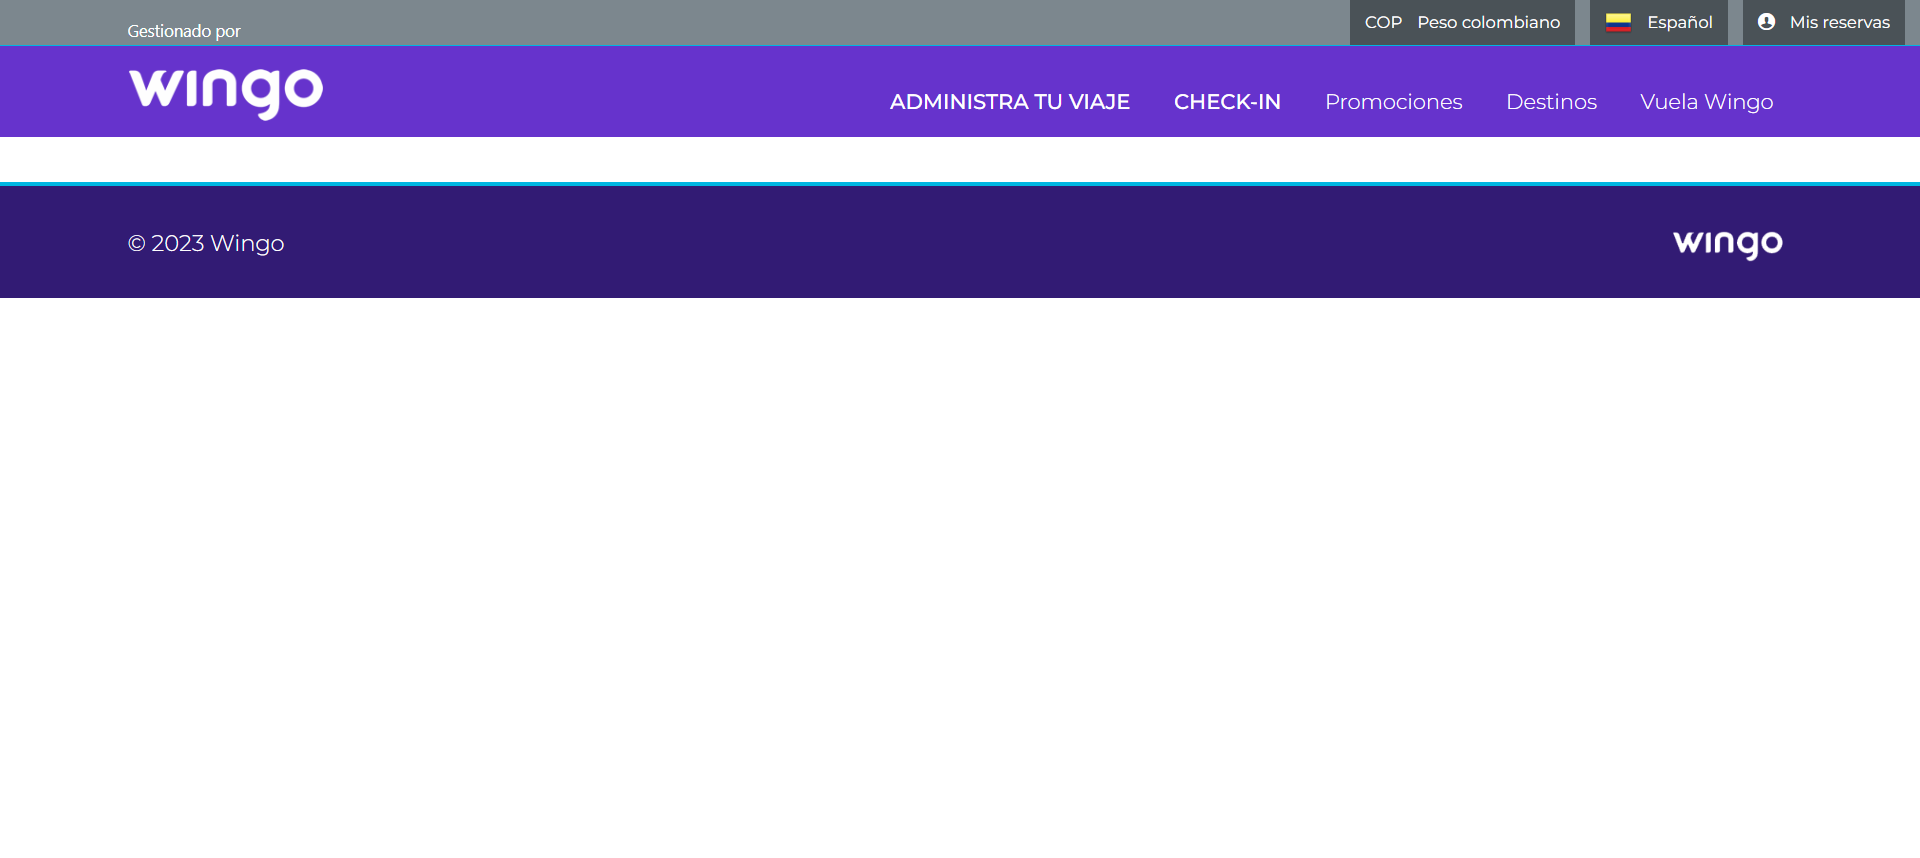 Gestionado por
COP Peso colombiano
Español
Mis reservas
wingo
ADMINISTRA TU VIAJE
CHECK-IN
Promociones
Destinos
Vuela Wingo
© 2023 Wingo
wingo